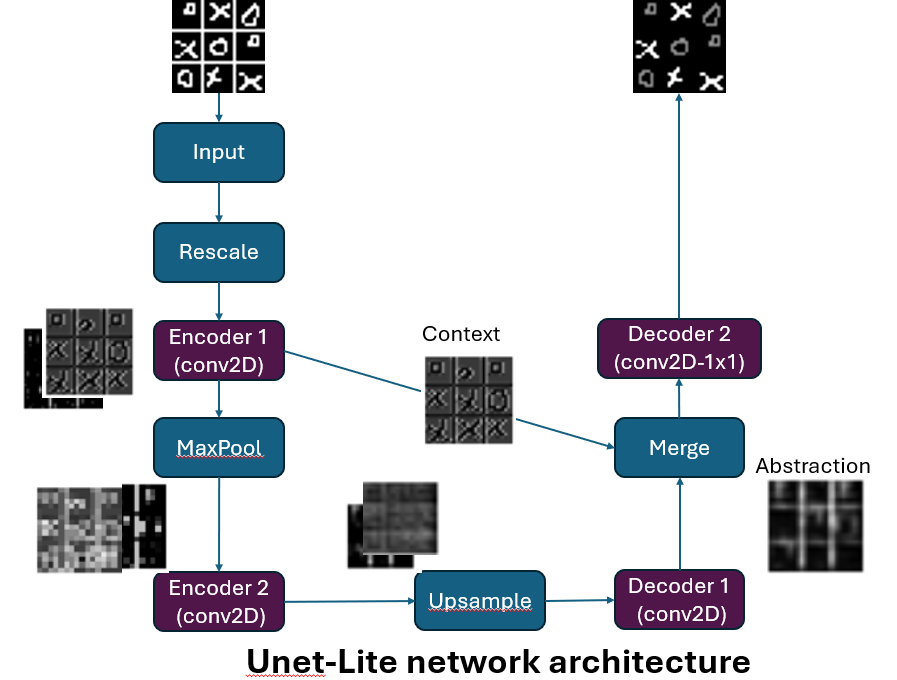 Input
Rescale
Encoder 1
(conv2D)
Context
Decoder 2
(conv2D-1x1)
MaxPool
Merge
Abstraction
Encoder 2
(conv2D)
Upsample
Decoder 1
(conv2D)
Unet-Lite network architecture